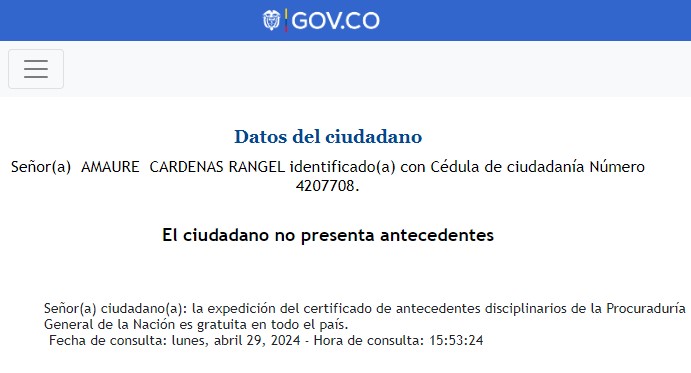 GOV.CO
Datos del ciudadano
Señor(a) AMAURE CARDENAS RANGEL identificado(a) con Cédula de ciudadanía Número
4207708.
El ciudadano no presenta antecedentes
Señor(a) ciudadano(a): la expedición del certificado de antecedentes disciplinarios de la Procuraduría
General de la Nación es gratuita en todo el país.
Fecha de consulta: lunes, abril 29, 2024 - Hora de consulta: 15:53:24